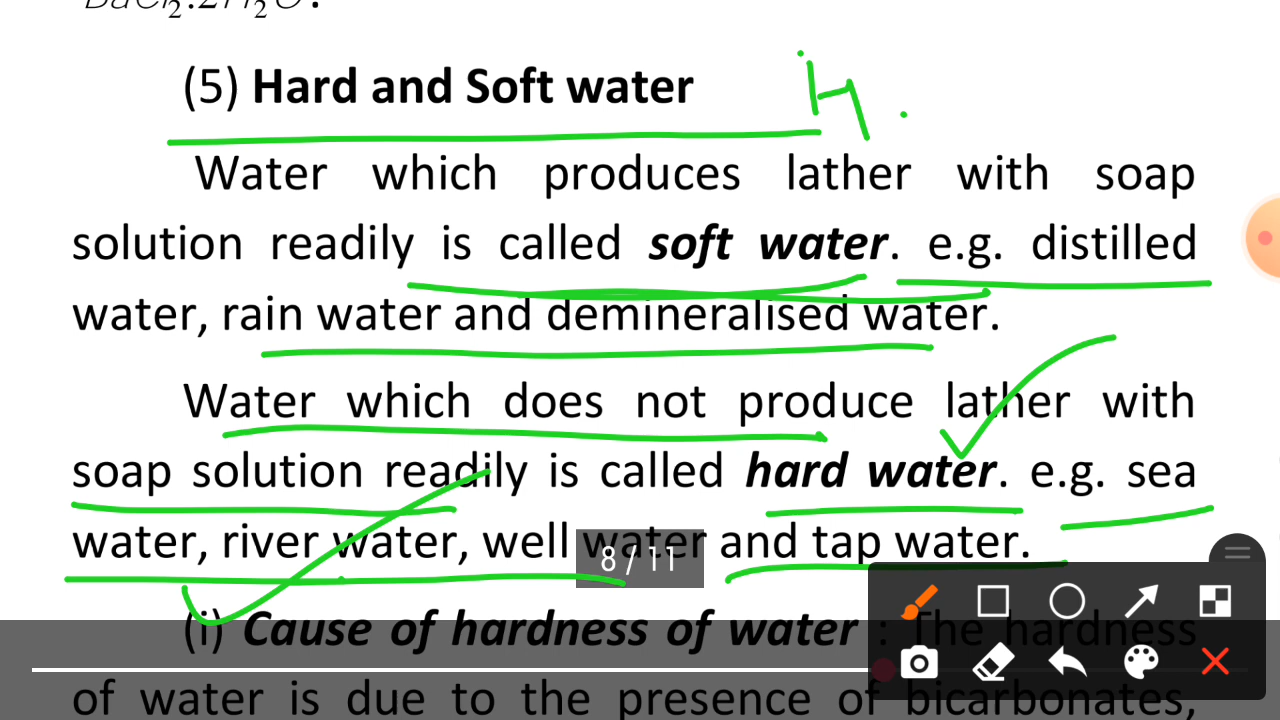 BaCl₂.2H₂O.
(5) Hard and Soft water H.
Water which produces lather with soap
solution readily is called soft water. e.g. distilled
water, rain water and demineralised water.
Water which does not produce lather with
soap solution readily is called hard water. e.g. sea
water, river water, well water and tap water.
8 / 11
(i) Cause of hardness of water : The hardness
of water is due to the presence of bicarbonates,